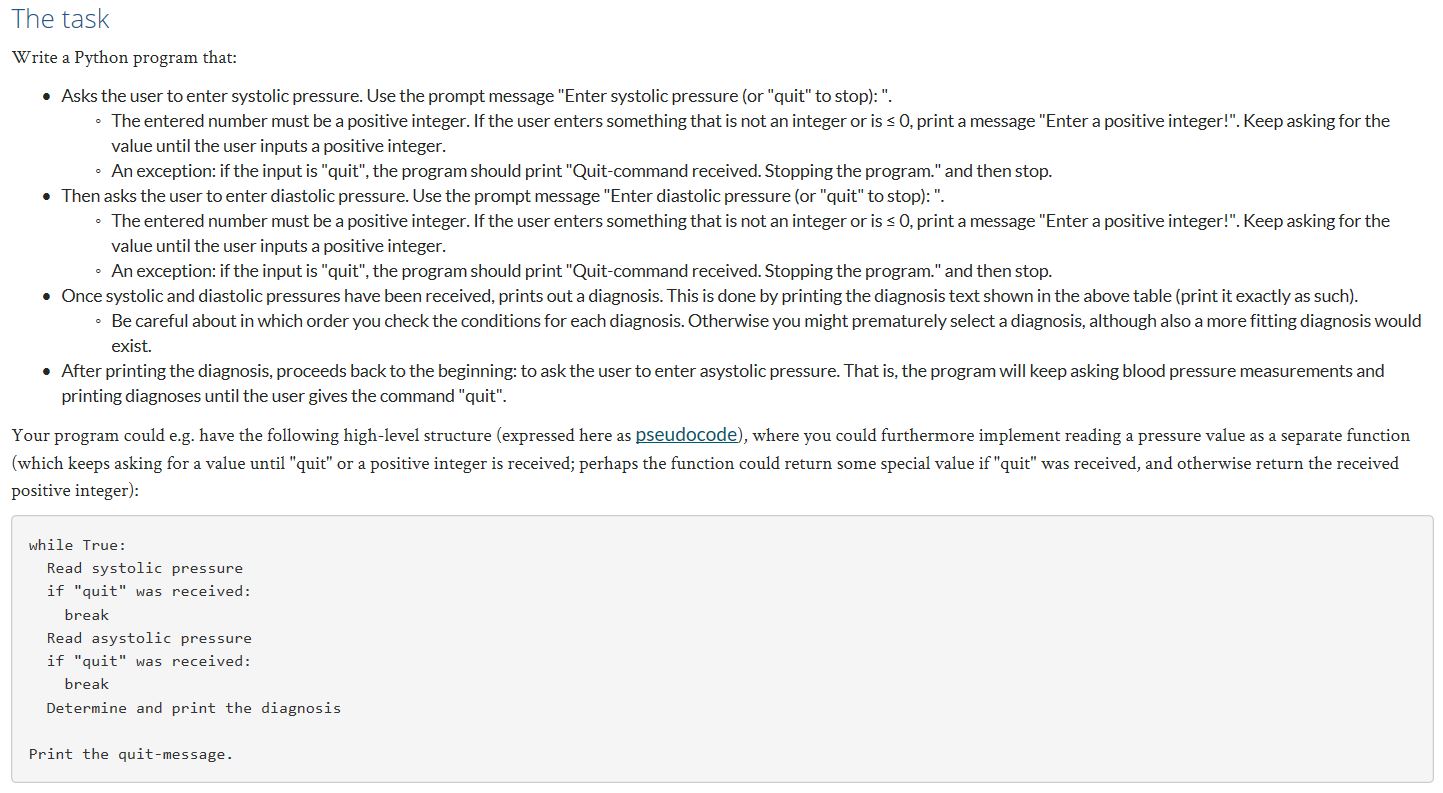 The task
Write a Python program that:
• Asks the user to enter systolic pressure. Use the prompt message "Enter systolic pressure (or "quit" to stop): ".
◦ The entered number must be a positive integer. If the user enters something that is not an integer or is ≤ 0, print a message "Enter a positive integer!". Keep asking for the
value until the user inputs a positive integer.
◦ An exception: if the input is "quit", the program should print "Quit-command received. Stopping the program." and then stop.
• Then asks the user to enter diastolic pressure. Use the prompt message "Enter diastolic pressure (or "quit" to stop): ".
◦ The entered number must be a positive integer. If the user enters something that is not an integer or is ≤ 0, print a message "Enter a positive integer!". Keep asking for the
value until the user inputs a positive integer.
◦ An exception: if the input is "quit", the program should print "Quit-command received. Stopping the program." and then stop.
• Once systolic and diastolic pressures have been received, prints out a diagnosis. This is done by printing the diagnosis text shown in the above table (print it exactly as such).
◦ Be careful about in which order you check the conditions for each diagnosis. Otherwise you might prematurely select a diagnosis, although also a more fitting diagnosis would
exist.
• After printing the diagnosis, proceeds back to the beginning: to ask the user to enter asystolic pressure. That is, the program will keep asking blood pressure measurements and
printing diagnoses until the user gives the command "quit".
Your program could e.g. have the following high-level structure (expressed here as pseudocode), where you could furthermore implement reading a pressure value as a separate function
(which keeps asking for a value until "quit" or a positive integer is received; perhaps the function could return some special value if "quit" was received, and otherwise return the received
positive integer):
while True:
  Read systolic pressure
  if "quit" was received:
    break
  Read asystolic pressure
  if "quit" was received:
    break
  Determine and print the diagnosis
Print the quit-message.